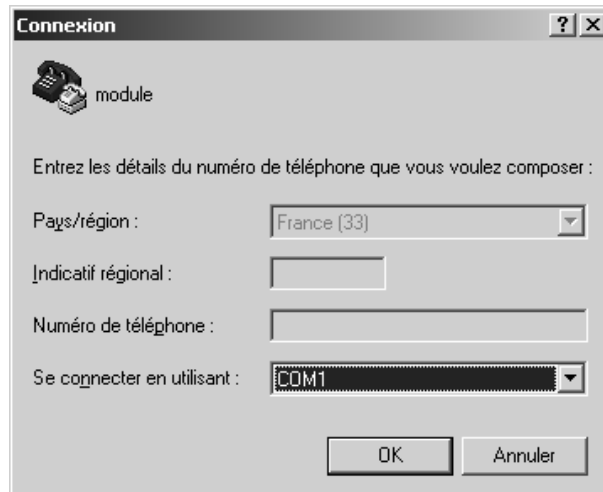 Connexion
module
Entrez les détails du numéro de téléphone que vous voulez composer :
Pays/région : France (33)
Indicatif régional :
Numéro de téléphone :
Se connecter en utilisant : COM1
OK Annuler